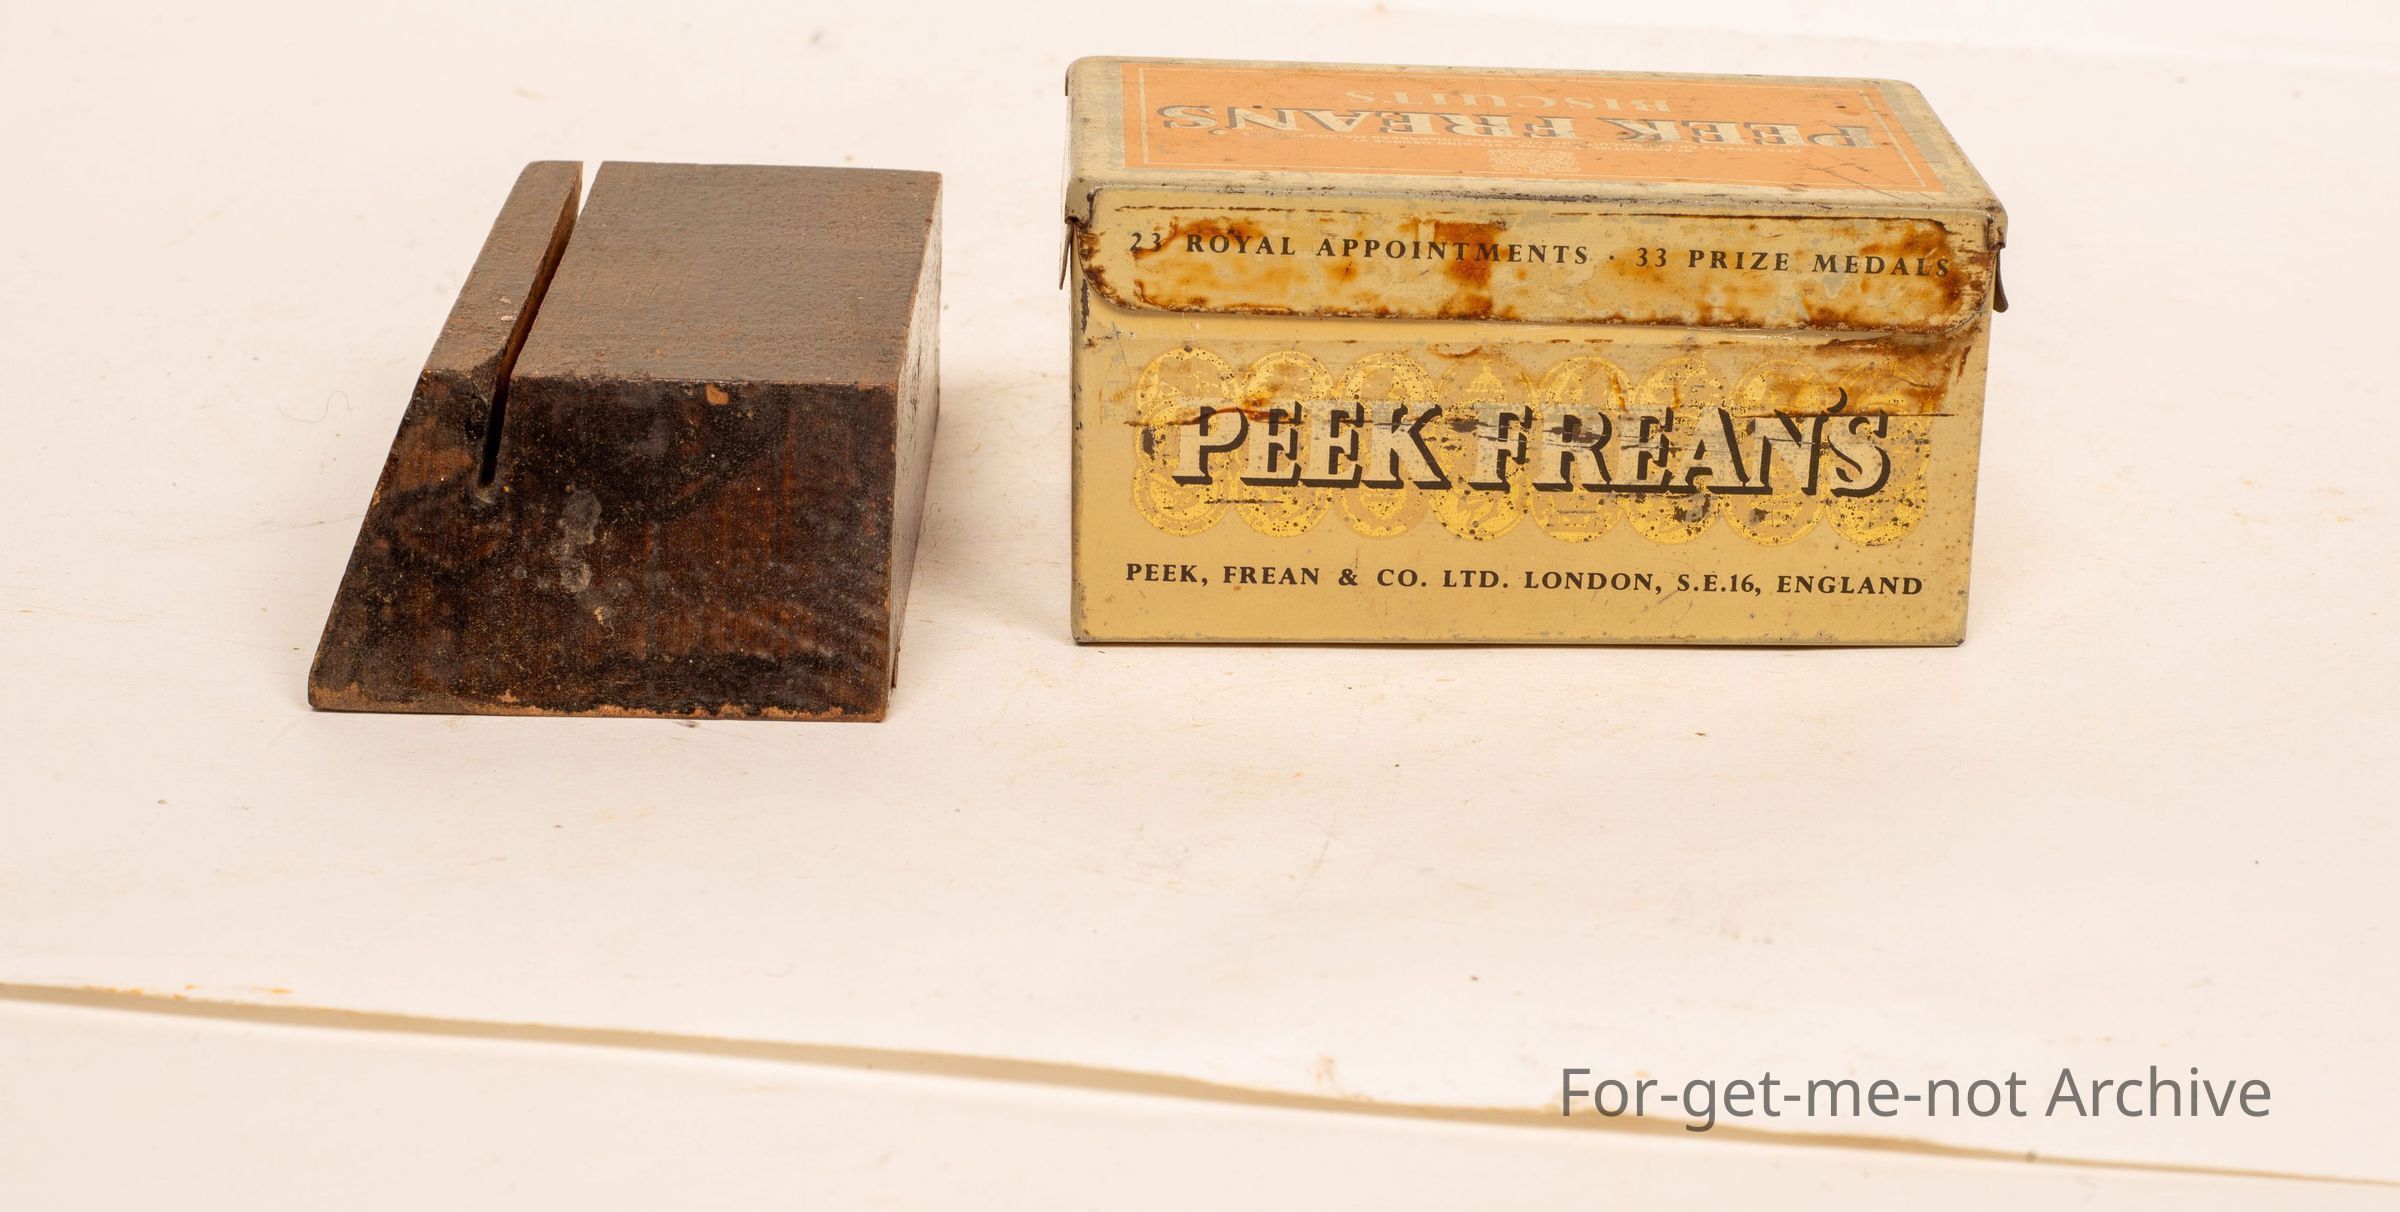 BISCUITS
PEEK FREAN'S
23 ROYAL APPOINTMENTS · 33 PRIZE MEDALS
PEEK FREAN'S
PEEK, FREAN & CO. LTD. LONDON, S.E.16, ENGLAND
For-get-me-not Archive